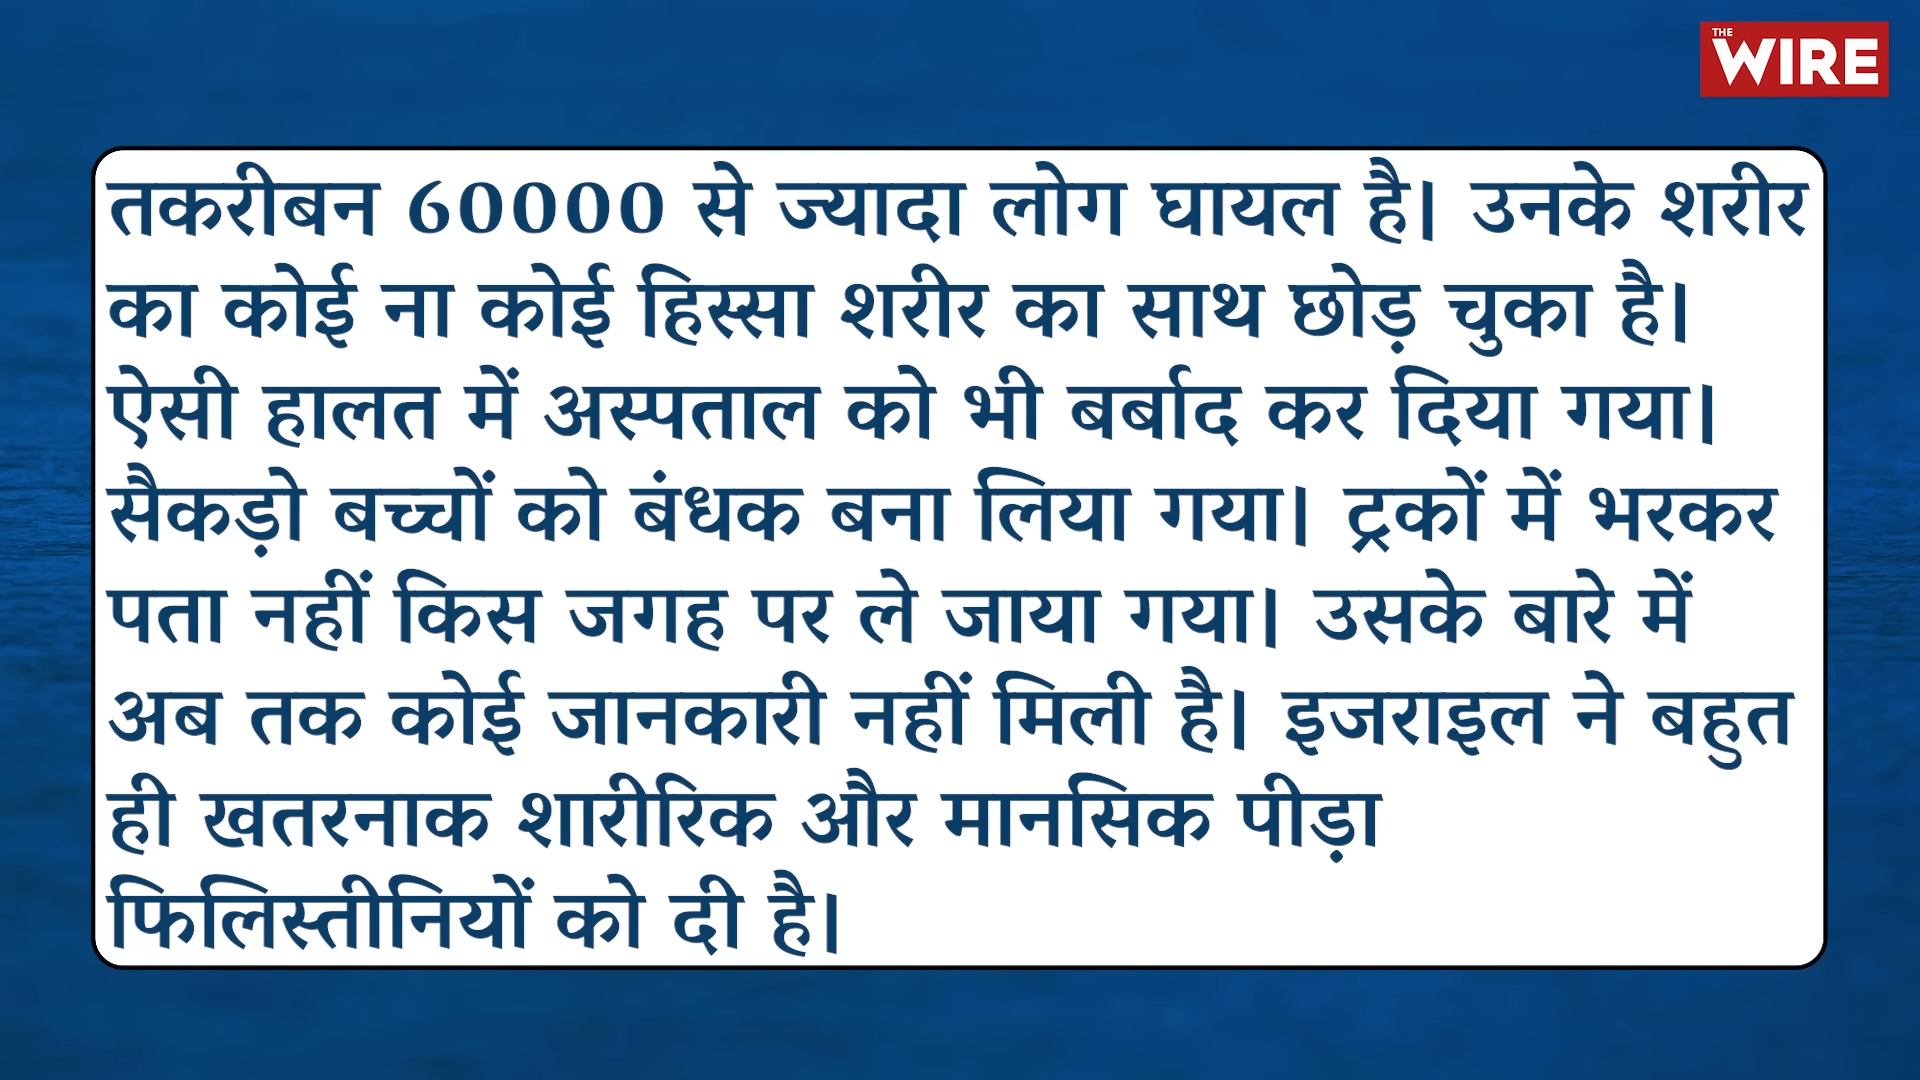 THE
WIRE
तकरीबन 60000 से ज्यादा लोग घायल है। उनके शरीर
का कोई ना कोई हिस्सा शरीर का साथ छोड़ चुका है।
ऐसी हालत में अस्पताल को भी बर्बाद कर दिया गया।
सैकड़ो बच्चों को बंधक बना लिया गया। ट्रकों में भरकर
पता नहीं किस जगह पर ले जाया गया। उसके बारे में
अब तक कोई जानकारी नहीं मिली है। इजराइल ने बहुत
ही खतरनाक शारीरिक और मानसिक पीड़ा
फिलिस्तीनियों को दी है।